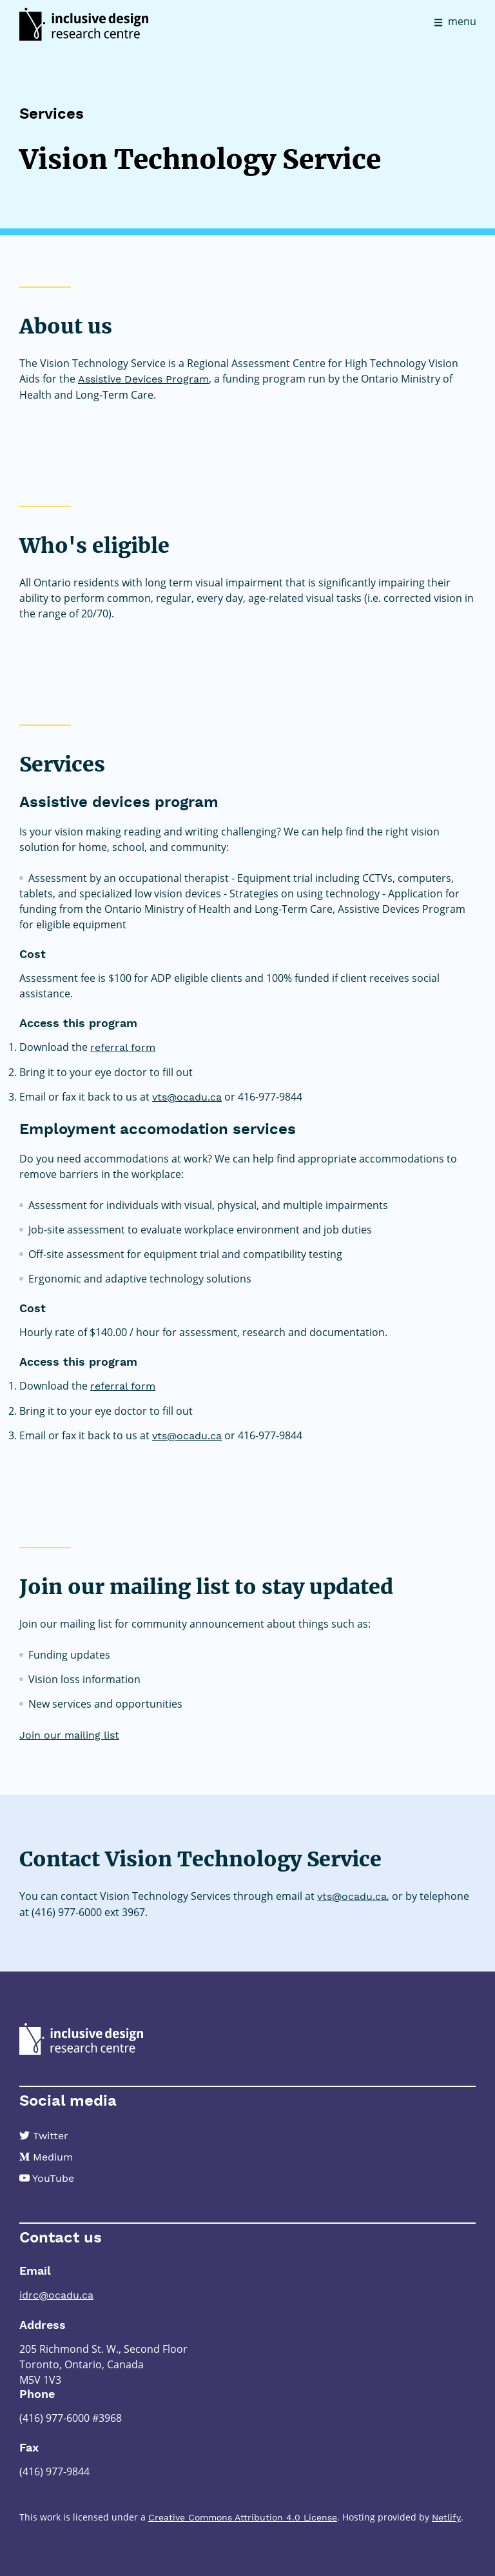 inclusive design
research centre
menu
Services
Vision Technology Service
About us
The Vision Technology Service is a Regional Assessment Centre for High Technology Vision
Aids for the Assistive Devices Program, a funding program run by the Ontario Ministry of
Health and Long-Term Care.
Who's eligible
All Ontario residents with long term visual impairment that is significantly impairing their
ability to perform common, regular, every day, age-related visual tasks (i.e. corrected vision in
the range of 20/70).
Services
Assistive devices program
Is your vision making reading and writing challenging? We can help find the right vision
solution for home, school, and community:
Assessment by an occupational therapist - Equipment trial including CCTVs, computers,
tablets, and specialized low vision devices - Strategies on using technology - Application for
funding from the Ontario Ministry of Health and Long-Term Care, Assistive Devices Program
for eligible equipment
Cost
Assessment fee is $100 for ADP eligible clients and 100% funded if client receives social
assistance.
Access this program
1. Download the referral form
2. Bring it to your eye doctor to fill out
3. Email or fax it back to us at vts@ocadu.ca or 416-977-9844
Employment accomodation services
Do you need accommodations at work? We can help find appropriate accommodations to
remove barriers in the workplace:
Assessment for individuals with visual, physical, and multiple impairments
Job-site assessment to evaluate workplace environment and job duties
Off-site assessment for equipment trial and compatibility testing
Ergonomic and adaptive technology solutions
Cost
Hourly rate of $140.00 / hour for assessment, research and documentation.
Access this program
1. Download the referral form
2. Bring it to your eye doctor to fill out
3. Email or fax it back to us at vts@ocadu.ca or 416-977-9844
Join our mailing list to stay updated
Join our mailing list for community announcement about things such as:
Funding updates
Vision loss information
New services and opportunities
Join our mailing list
Contact Vision Technology Service
You can contact Vision Technology Services through email at vts@ocadu.ca, or by telephone
at (416) 977-6000 ext 3967.
inclusive design
research centre
Social media
Twitter
Medium
YouTube
Contact us
Email
idrc@ocadu.ca
Address
205 Richmond St. W., Second Floor
Toronto, Ontario, Canada
M5V 1V3
Phone
(416) 977-6000 #3968
Fax
(416) 977-9844
This work is licensed under a Creative Commons Attribution 4.0 License. Hosting provided by Netlify.